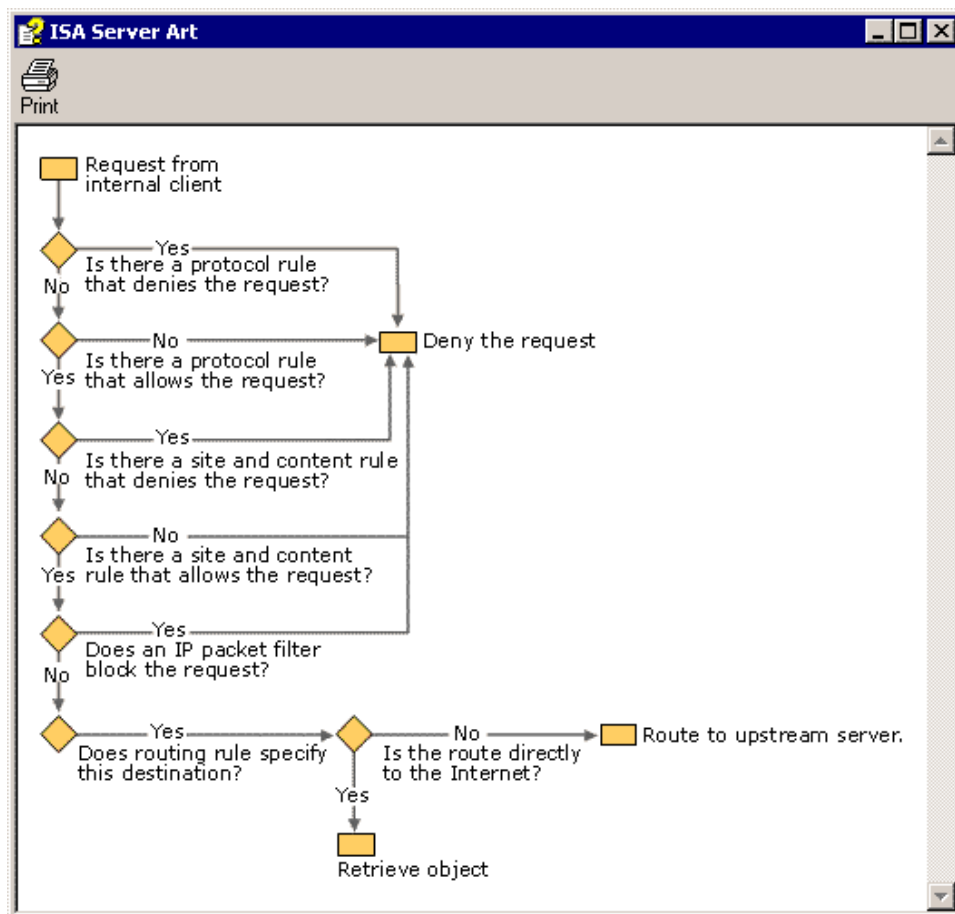 ISA Server Art
Print
Request from
internal client
Yes
Is there a protocol rule
that denies the request?
No
No
Deny the request
Is there a protocol rule
that allows the request?
Yes
Yes
Is there a site and content rule
that denies the request?
No
No
Is there a site and content
rule that allows the request?
Yes
Yes
Does an IP packet filter
block the request?
No
Yes
Does routing rule specify
this destination?
No
Is the route directly
to the Internet?
Route to upstream server.
Yes
Retrieve object